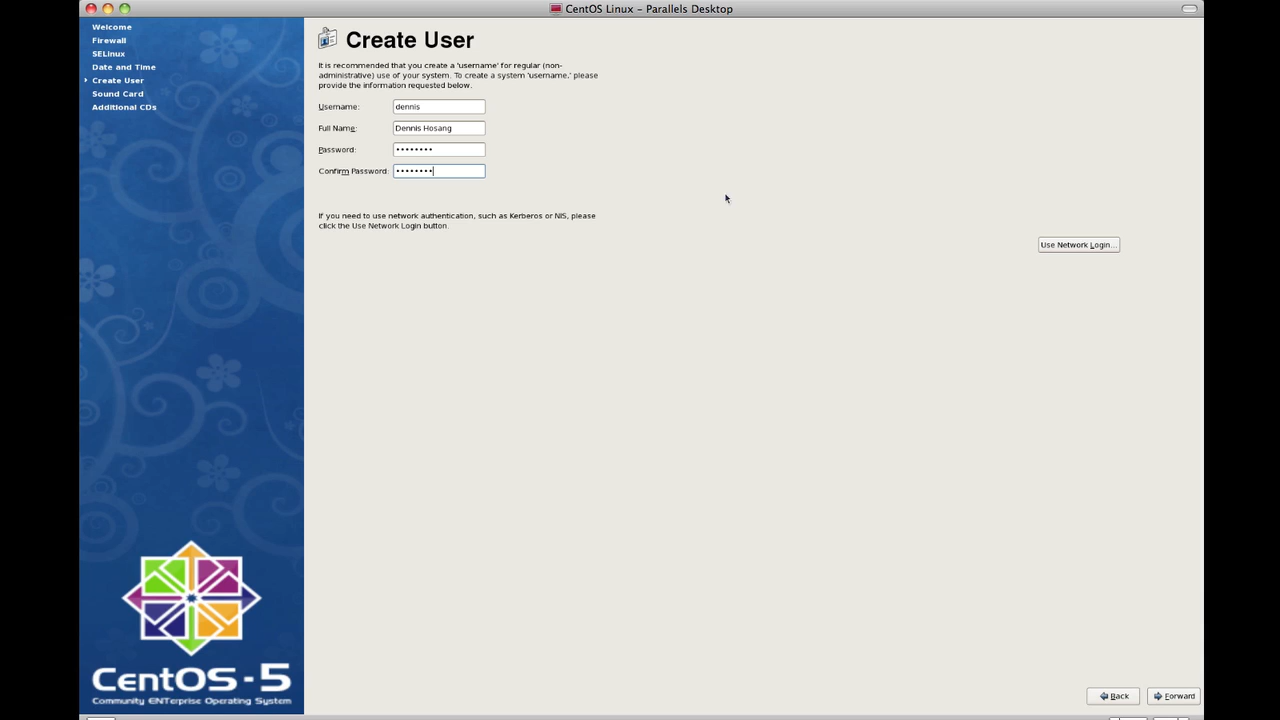 CentOS Linux – Parallels Desktop
Welcome
Firewall
SELinux
Date and Time
Create User
Sound Card
Additional CDs
Create User
It is recommended that you create a 'username' for regular (non-
administrative) use of your system. To create a system 'username,' please
provide the information requested below.
Username: dennis
Full Name: Dennis Hosang
Password: ••••••••
Confirm Password: ••••••••
If you need to use network authentication, such as Kerberos or NIS, please
click the Use Network Login button.
Use Network Login...
CentOS-5
Community ENTerprise Operating System
Back Forward